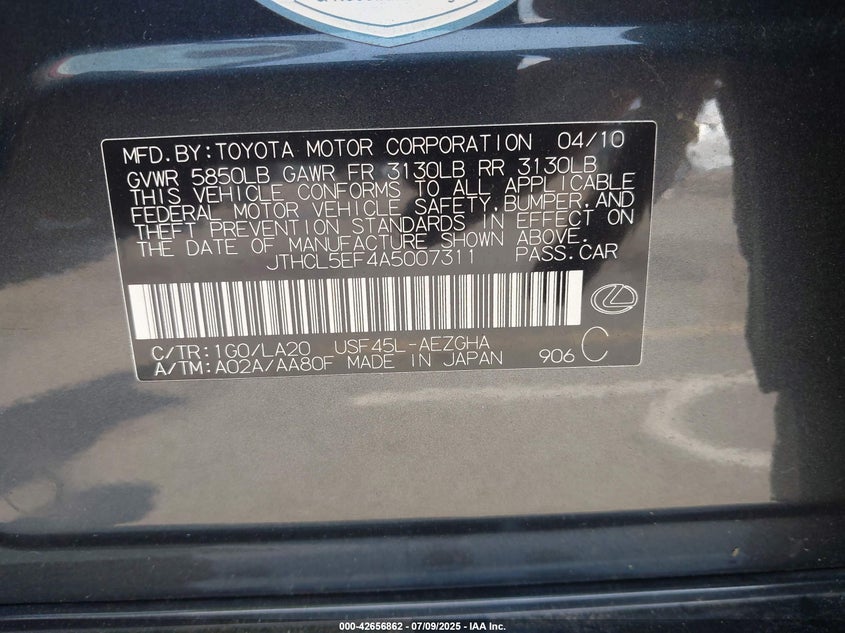 MFD.BY:TOYOTA MOTOR CORPORATION 04/10
GVWR 5850LB GAWR FR 3130LB RR 3130LB
THIS VEHICLE CONFORMS TO ALL APPLICABLE
FEDERAL MOTOR VEHICLE SAFETY,BUMPER,AND
THEFT PREVENTION STANDARDS IN EFFECT ON
THE DATE OF MANUFACTURE SHOWN ABOVE.
JTHCL5EF4A5007311 PASS.CAR
C/TR:1G0/LA20 USF45L-AEZGHA
A/TM:A02A/AA80F MADE IN JAPAN 906 C
000-42656862 - 07/09/2025 - IAA Inc.